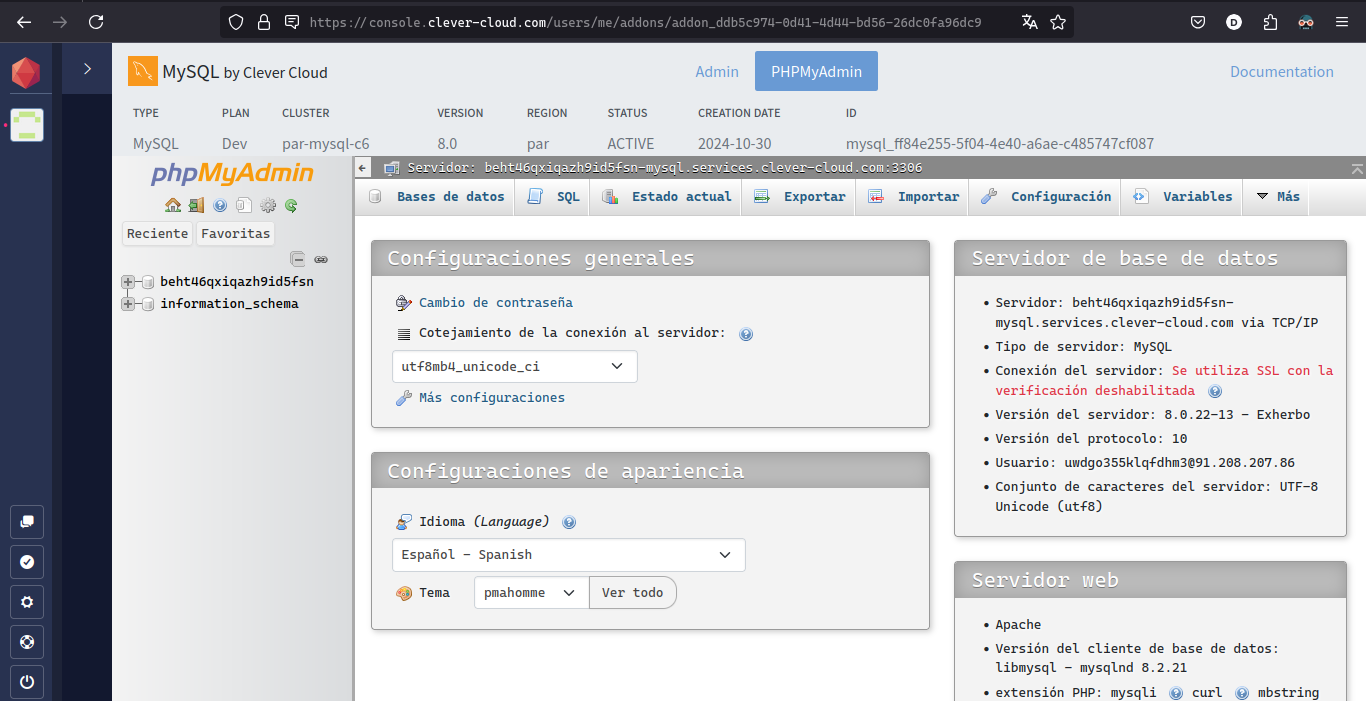 https://console.clever-cloud.com/users/me/addons/addon_ddb5c974-0d41-4d44-bd56-26dc0fa96dc9
MySQL by Clever Cloud
Admin
PHPMyAdmin
Documentation
TYPE PLAN CLUSTER VERSION REGION STATUS CREATION DATE ID
MySQL Dev par-mysql-c6 8.0 par ACTIVE 2024-10-30 mysql_ff84e255-5f04-4e40-a6ae-c485747cf087
phpMyAdmin
Reciente Favoritas
beht46qxiqazh9id5fsn
information_schema
Servidor: beht46qxiqazh9id5fsn-mysql.services.clever-cloud.com:3306
Bases de datos SQL Estado actual Exportar Importar Configuración Variables Más
Configuraciones generales
Cambio de contraseña
Cotejamiento de la conexión al servidor:
utf8mb4_unicode_ci
Más configuraciones
Configuraciones de apariencia
Idioma (Language)
Español - Spanish
Tema pmahomme Ver todo
Servidor de base de datos
• Servidor: beht46qxiqazh9id5fsn-
mysql.services.clever-cloud.com via TCP/IP
• Tipo de servidor: MySQL
• Conexión del servidor: Se utiliza SSL con la
verificación deshabilitada
• Versión del servidor: 8.0.22-13 - Exherbo
• Versión del protocolo: 10
• Usuario: uwdgo355klqfdhm3@91.208.207.86
• Conjunto de caracteres del servidor: UTF-8
Unicode (utf8)
Servidor web
• Apache
• Versión del cliente de base de datos:
libmysql - mysqlnd 8.2.21
• extensión PHP: mysqli curl mbstring